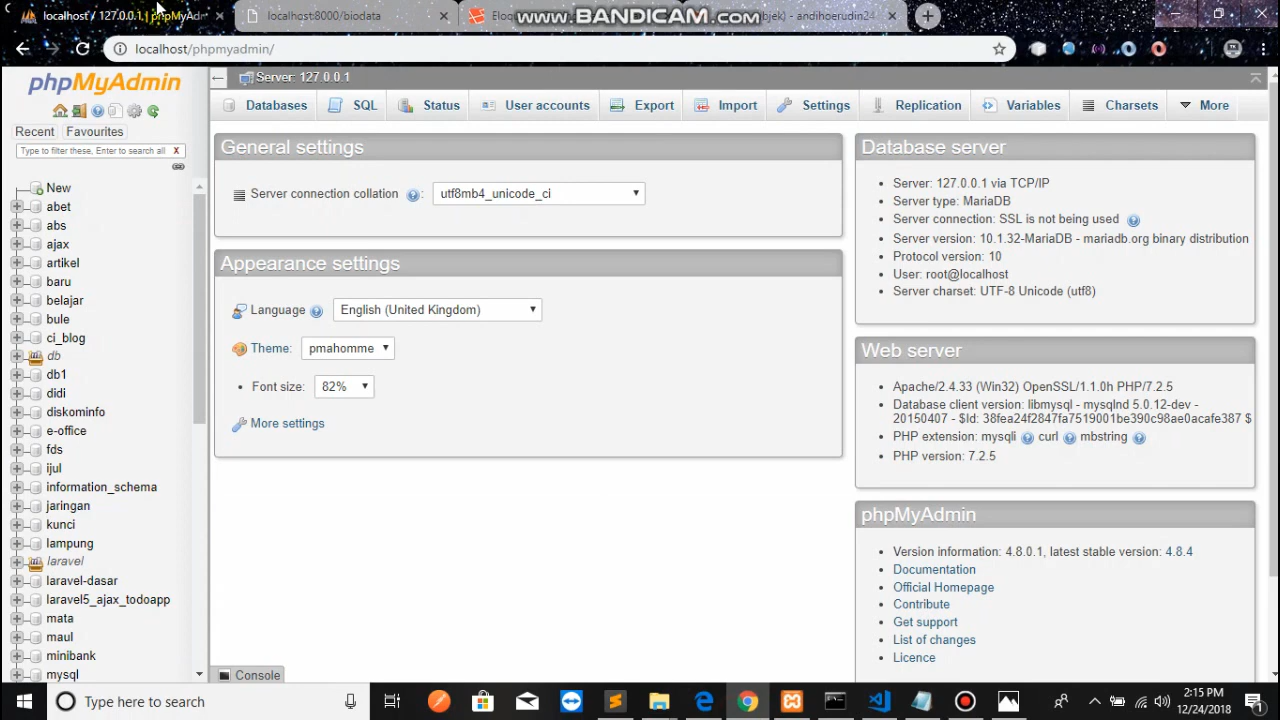 localhost / 127.0.0.1 | phpMyAdr
localhost:8000/biodata
Eloqu
www.BANDICAM.com
bjek) - andihoerudin24
localhost/phpmyadmin/
phpMyAdmin
Recent
Favourites
Type to filter these, Enter to search all
X
New
abet
abs
ajax
artikel
baru
belajar
bule
ci_blog
db
db1
didi
diskominfo
e-office
fds
ijul
information_schema
jaringan
kunci
lampung
laravel
laravel-dasar
laravel5_ajax_todoapp
mata
maul
minibank
mysql
Server: 127.0.0.1
Databases
SQL
Status
User accounts
Export
Import
Settings
Replication
Variables
Charsets
More
General settings
Server connection collation
:
utf8mb4_unicode_ci
Appearance settings
Language
English (United Kingdom)
Theme:
pmahomme
Font size:
82%
More settings
Database server
Server: 127.0.0.1 via TCP/IP
Server type: MariaDB
Server connection: SSL is not being used
Server version: 10.1.32-MariaDB - mariadb.org binary distribution
Protocol version: 10
User: root@localhost
Server charset: UTF-8 Unicode (utf8)
Web server
Apache/2.4.33 (Win32) OpenSSL/1.1.0h PHP/7.2.5
Database client version: libmysql - mysqlnd 5.0.12-dev -
20150407 - $Id: 38fea24f2847fa7519001be390c98ae0acafe387 $
PHP extension: mysqli curl mbstring
PHP version: 7.2.5
phpMyAdmin
Version information: 4.8.0.1, latest stable version: 4.8.4
Documentation
Official Homepage
Contribute
Get support
List of changes
Licence
Console
Type here to search
2:15 PM
12/24/2018